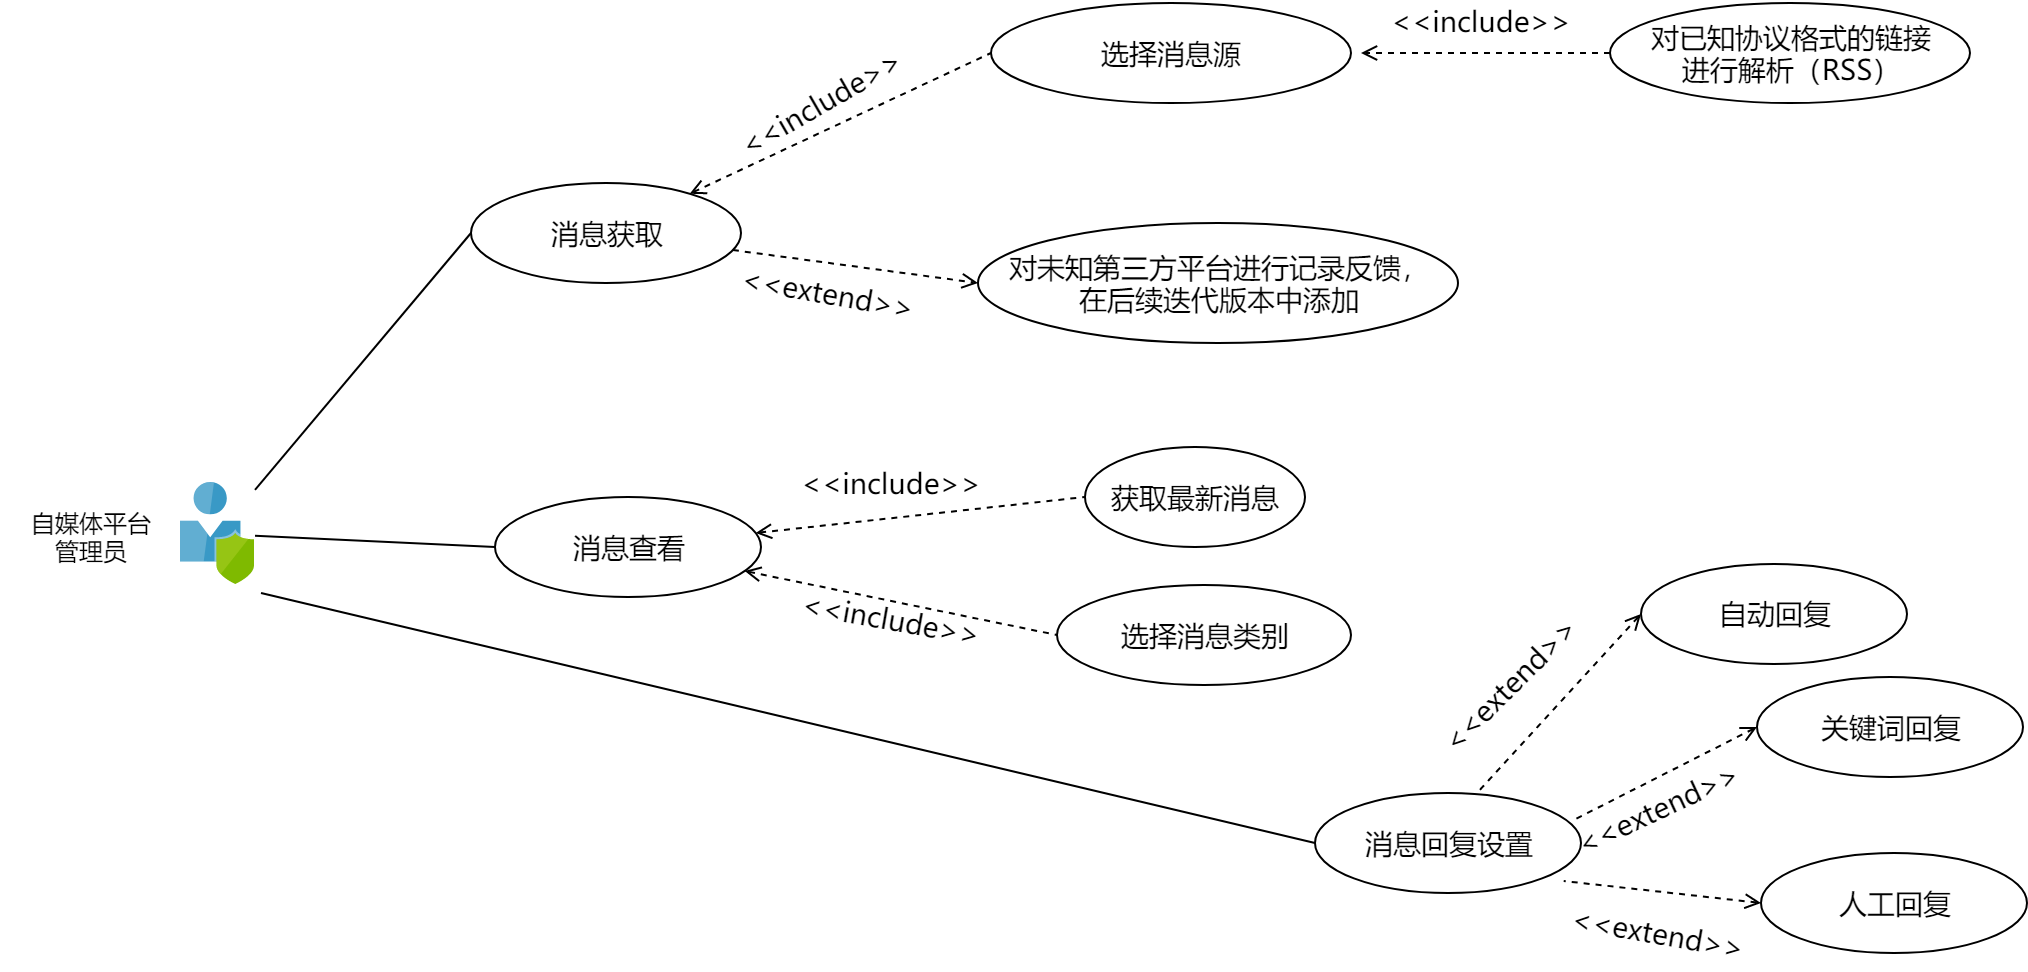 <<include>>
选择消息源
对已知协议格式的链接
进行解析（RSS）
<<include>>
消息获取
对未知第三方平台进行记录反馈，
在后续迭代版本中添加
<<extend>>
<<include>>
获取最新消息
自媒体平台
管理员
消息查看
<<include>>
选择消息类别
自动回复
<<extend>>
关键词回复
<<extend>>
消息回复设置
人工回复
<<extend>>